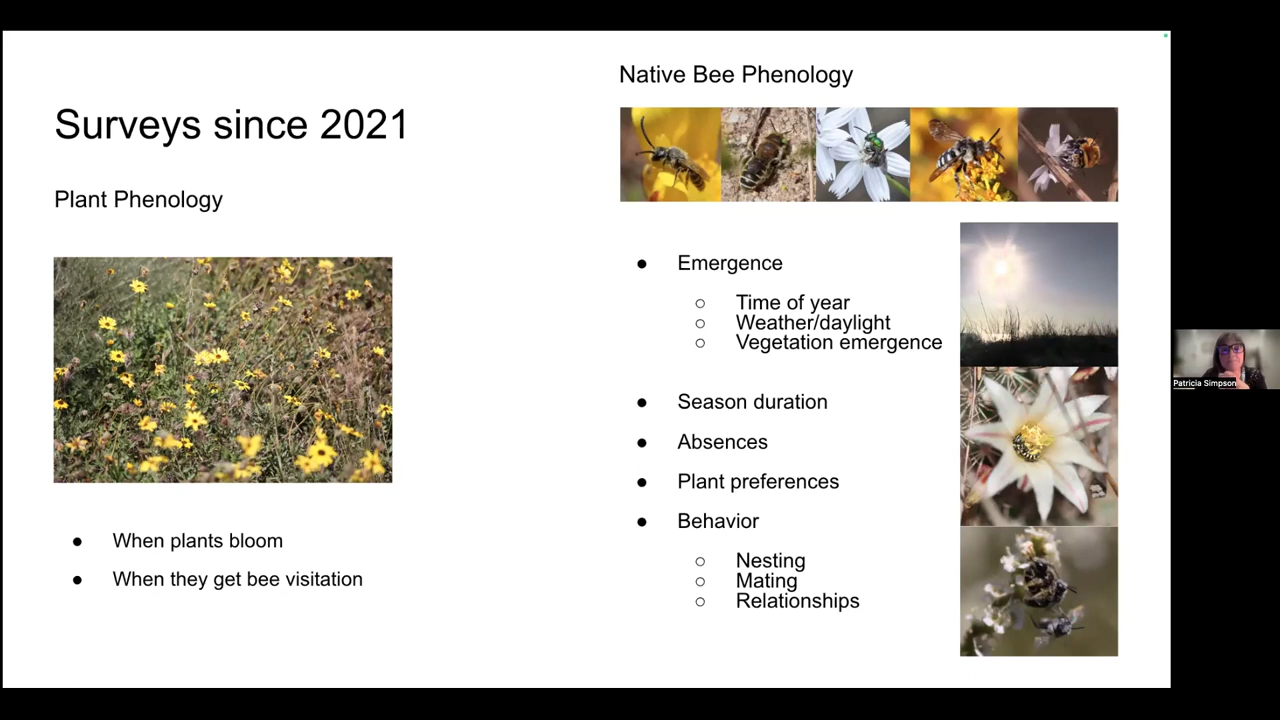 Surveys since 2021
Plant Phenology
● When plants bloom
● When they get bee visitation
Native Bee Phenology
● Emergence
○ Time of year
○ Weather/daylight
○ Vegetation emergence
● Season duration
● Absences
● Plant preferences
● Behavior
○ Nesting
○ Mating
○ Relationships
Patricia Simpson